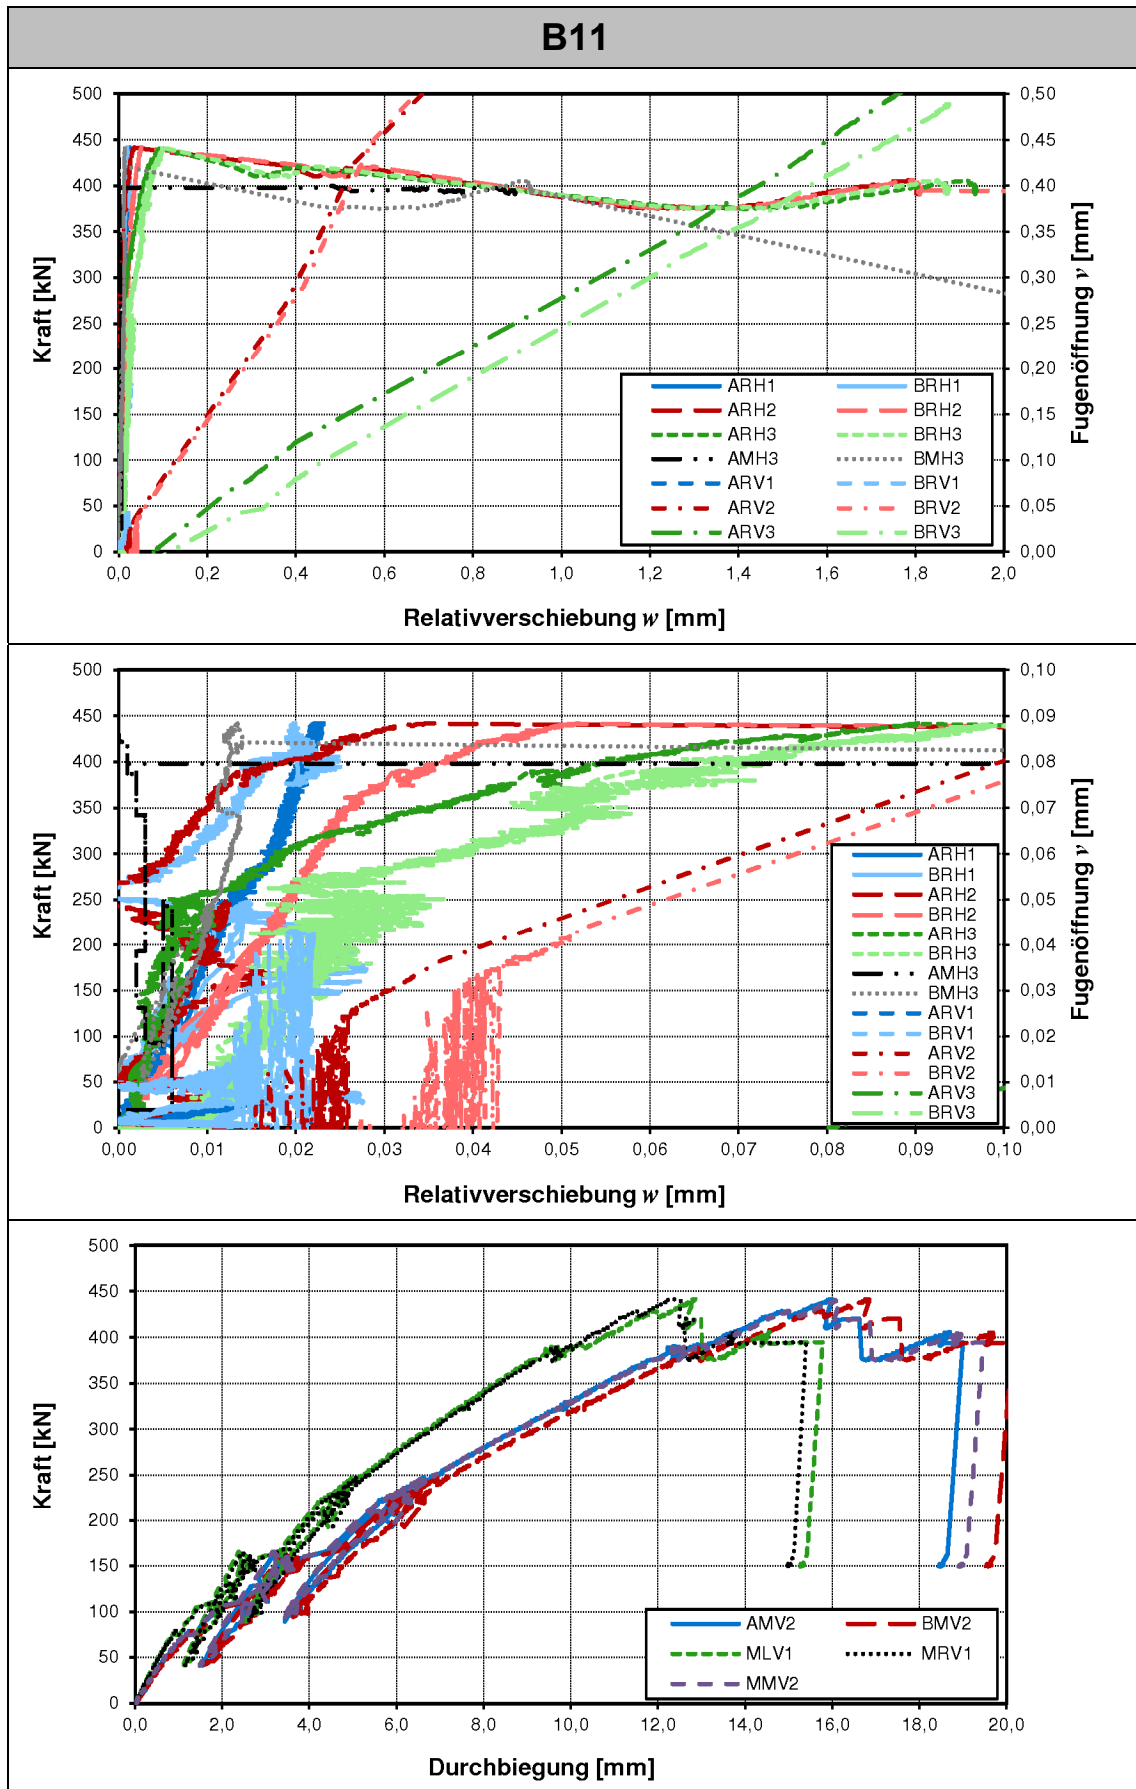 B11
500
450
400
350
300
250
200
150
100
50
0
Kraft [kN]
0,50
0,45
0,40
0,35
0,30
0,25
0,20
0,15
0,10
0,05
0,00
Fugenöffnung v [mm]
ARH1 BRH1
ARH2 BRH2
ARH3 BRH3
AMH3 BMH3
ARV1 BRV1
ARV2 BRV2
ARV3 BRV3
0,0 0,2 0,4 0,6 0,8 1,0 1,2 1,4 1,6 1,8 2,0
Relativverschiebung w [mm]
500
450
400
350
300
250
200
150
100
50
0
Kraft [kN]
0,10
0,09
0,08
0,07
0,06
0,05
0,04
0,03
0,02
0,01
0,00
Fugenöffnung v [mm]
ARH1
BRH1
ARH2
BRH2
ARH3
BRH3
AMH3
BMH3
ARV1
BRV1
ARV2
BRV2
ARV3
BRV3
0,00 0,01 0,02 0,03 0,04 0,05 0,06 0,07 0,08 0,09 0,10
Relativverschiebung w [mm]
500
450
400
350
300
250
200
150
100
50
0
Kraft [kN]
AMV2 BMV2
MLV1 MRV1
MMV2
0,0 2,0 4,0 6,0 8,0 10,0 12,0 14,0 16,0 18,0 20,0
Durchbiegung [mm]